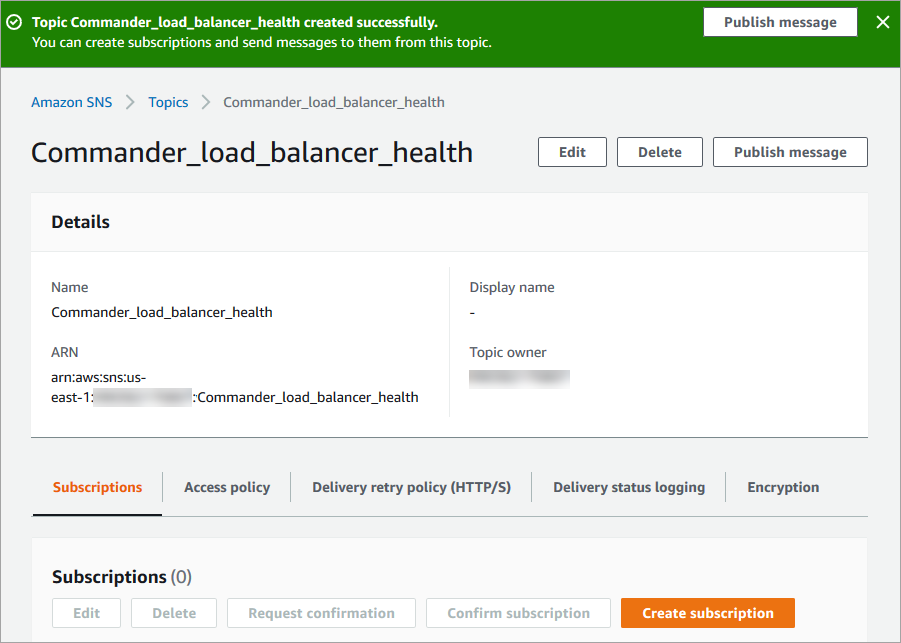 Topic Commander_load_balancer_health created successfully.
You can create subscriptions and send messages to them from this topic.
Publish message
Amazon SNS > Topics > Commander_load_balancer_health
Commander_load_balancer_health
Edit
Delete
Publish message
Details
Name
Commander_load_balancer_health
ARN
arn:aws:sns:us-
east-1: :Commander_load_balancer_health
Display name
-
Topic owner
Subscriptions
Access policy
Delivery retry policy (HTTP/S)
Delivery status logging
Encryption
Subscriptions (0)
Edit
Delete
Request confirmation
Confirm subscription
Create subscription